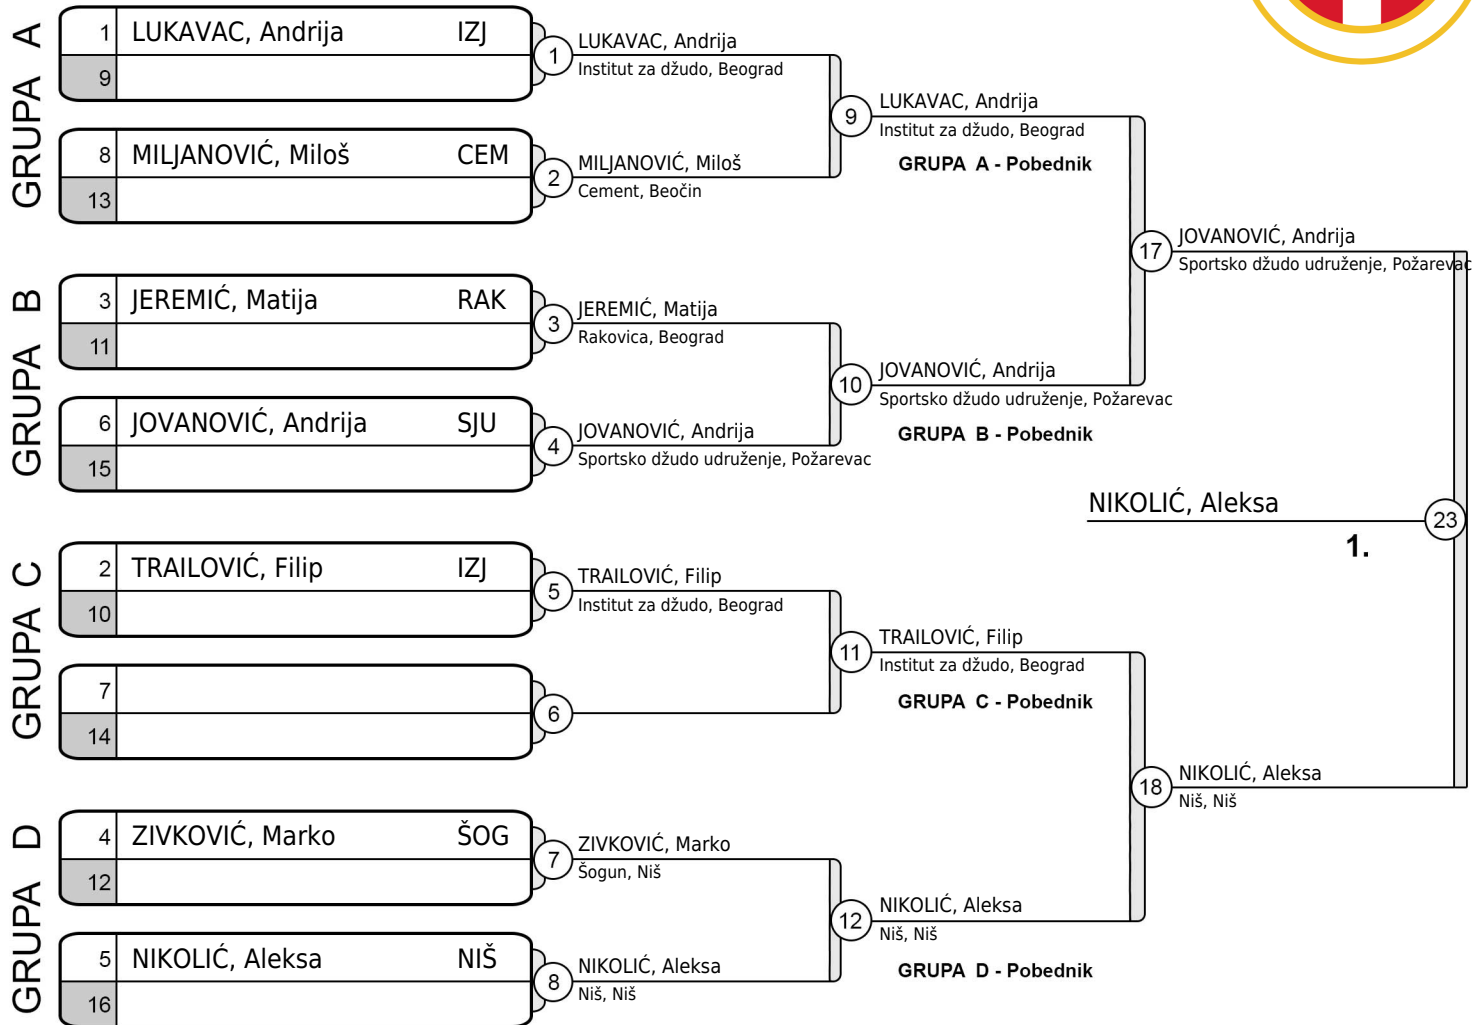 GRUPA A
1 LUKAVAC, Andrija IZJ
9
8 MILJANOVIĆ, Miloš CEM
13
GRUPA B
3 JEREMIĆ, Matija RAK
11
6 JOVANOVIĆ, Andrija SJU
15
GRUPA C
2 TRAILOVIĆ, Filip IZJ
10
7
14
GRUPA D
4 ZIVKOVIĆ, Marko ŠOG
12
5 NIKOLIĆ, Aleksa NIŠ
16
1 LUKAVAC, Andrija
Institut za džudo, Beograd
2 MILJANOVIĆ, Miloš
Cement, Beočin
3 JEREMIĆ, Matija
Rakovica, Beograd
4 JOVANOVIĆ, Andrija
Sportsko džudo udruženje, Požarevac
5 TRAILOVIĆ, Filip
Institut za džudo, Beograd
6
7 ZIVKOVIĆ, Marko
Šogun, Niš
8 NIKOLIĆ, Aleksa
Niš, Niš
9 LUKAVAC, Andrija
Institut za džudo, Beograd
GRUPA A - Pobednik
10 JOVANOVIĆ, Andrija
Sportsko džudo udruženje, Požarevac
GRUPA B - Pobednik
11 TRAILOVIĆ, Filip
Institut za džudo, Beograd
GRUPA C - Pobednik
12 NIKOLIĆ, Aleksa
Niš, Niš
GRUPA D - Pobednik
17 JOVANOVIĆ, Andrija
Sportsko džudo udruženje, Požarevac
18 NIKOLIĆ, Aleksa
Niš, Niš
NIKOLIĆ, Aleksa 23
1.